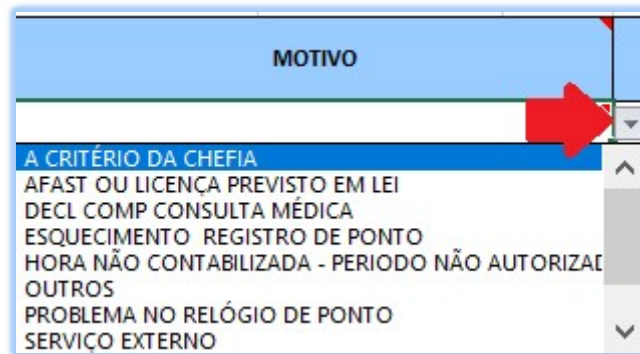 MOTIVO
A CRITÉRIO DA CHEFIA
AFAST OU LICENÇA PREVISTO EM LEI
DECL COMP CONSULTA MÉDICA
ESQUECIMENTO  REGISTRO DE PONTO
HORA NÃO CONTABILIZADA - PERIODO NÃO AUTORIZAD
OUTROS
PROBLEMA NO RELÓGIO DE PONTO
SERVIÇO EXTERNO